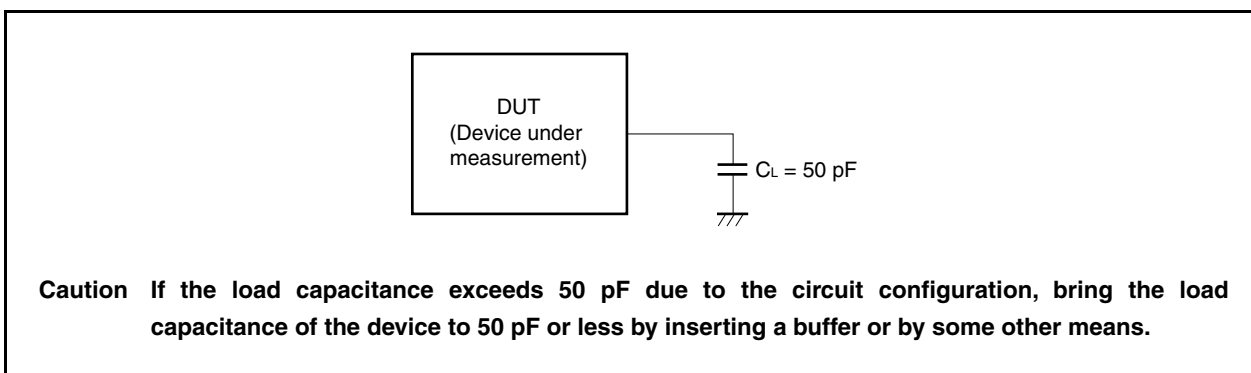 DUT
(Device under
measurement)
CL = 50 pF
Caution If the load capacitance exceeds 50 pF due to the circuit configuration, bring the load
capacitance of the device to 50 pF or less by inserting a buffer or by some other means.